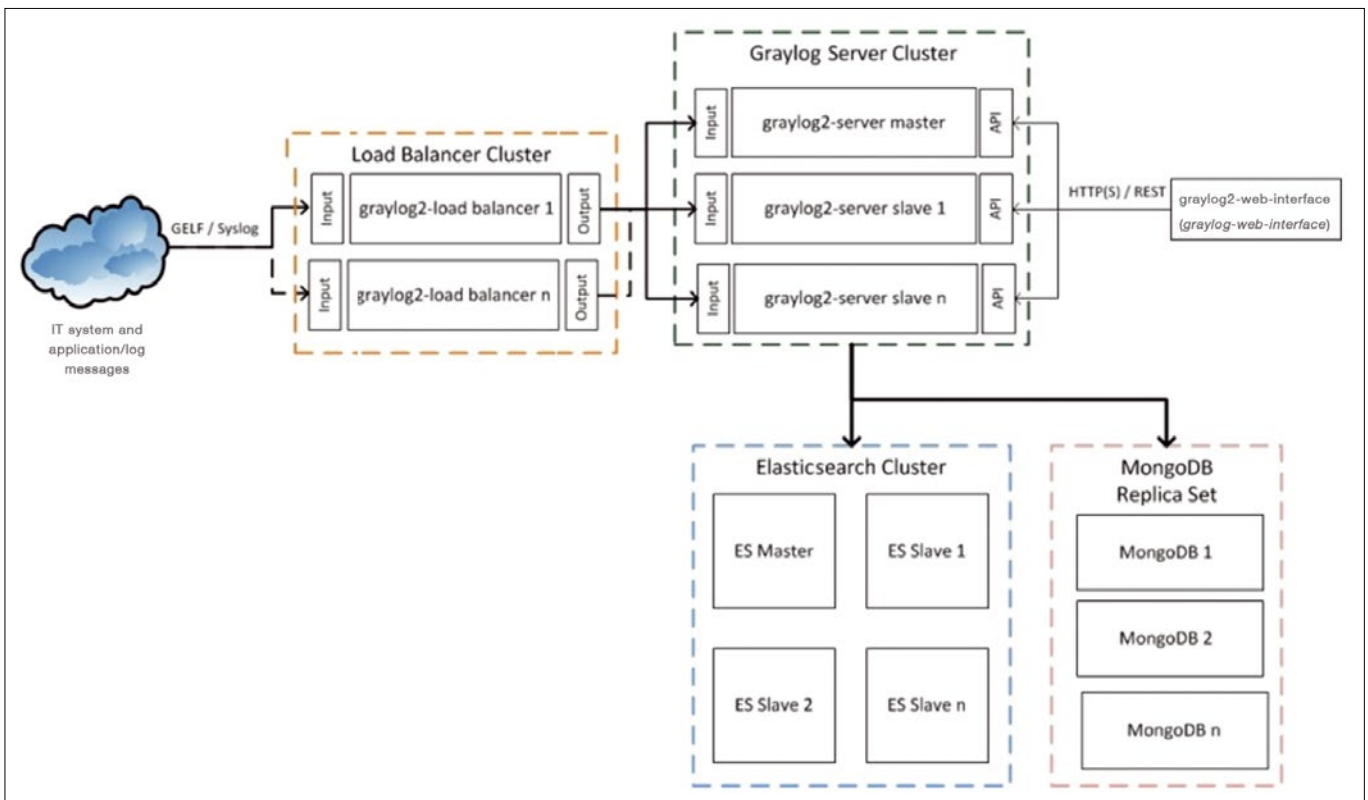 Graylog Server Cluster
Input
graylog2-server master
API
Load Balancer Cluster
Input
graylog2-load balancer 1
Output
Input
graylog2-server slave 1
API
HTTP(S) / REST
graylog2-web-interface
(graylog-web-interface)
GELF / Syslog
Input
graylog2-load balancer n
Output
Input
graylog2-server slave n
API
IT system and
application/log
messages
Elasticsearch Cluster
ES Master
ES Slave 1
ES Slave 2
ES Slave n
MongoDB
Replica Set
MongoDB 1
MongoDB 2
MongoDB n